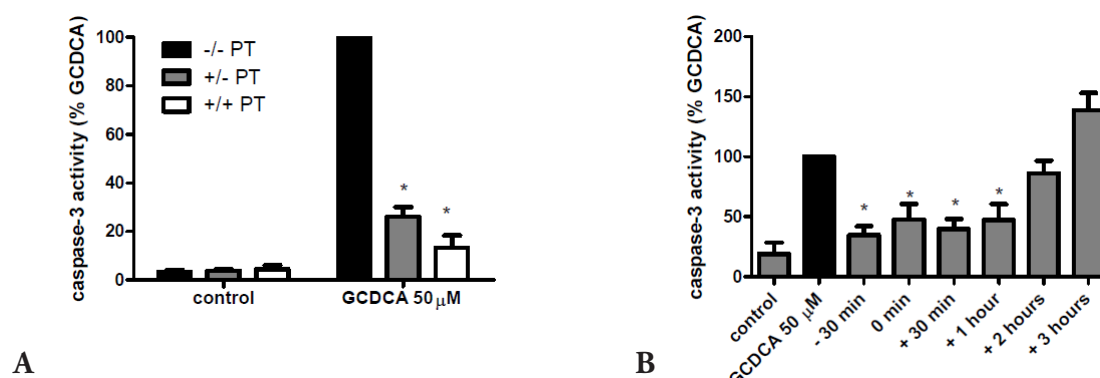 caspase-3 activity (% GCDCA)
100
80
60
40
20
0
-/- PT
+/- PT
+/+ PT
*
*
control
GCDCA 50 μM
A
caspase-3 activity (% GCDCA)
200
150
100
50
0
*
*
*
*
control
GCDCA 50 μM
- 30 min
0 min
+ 30 min
+ 1 hour
+ 2 hours
+ 3 hours
B